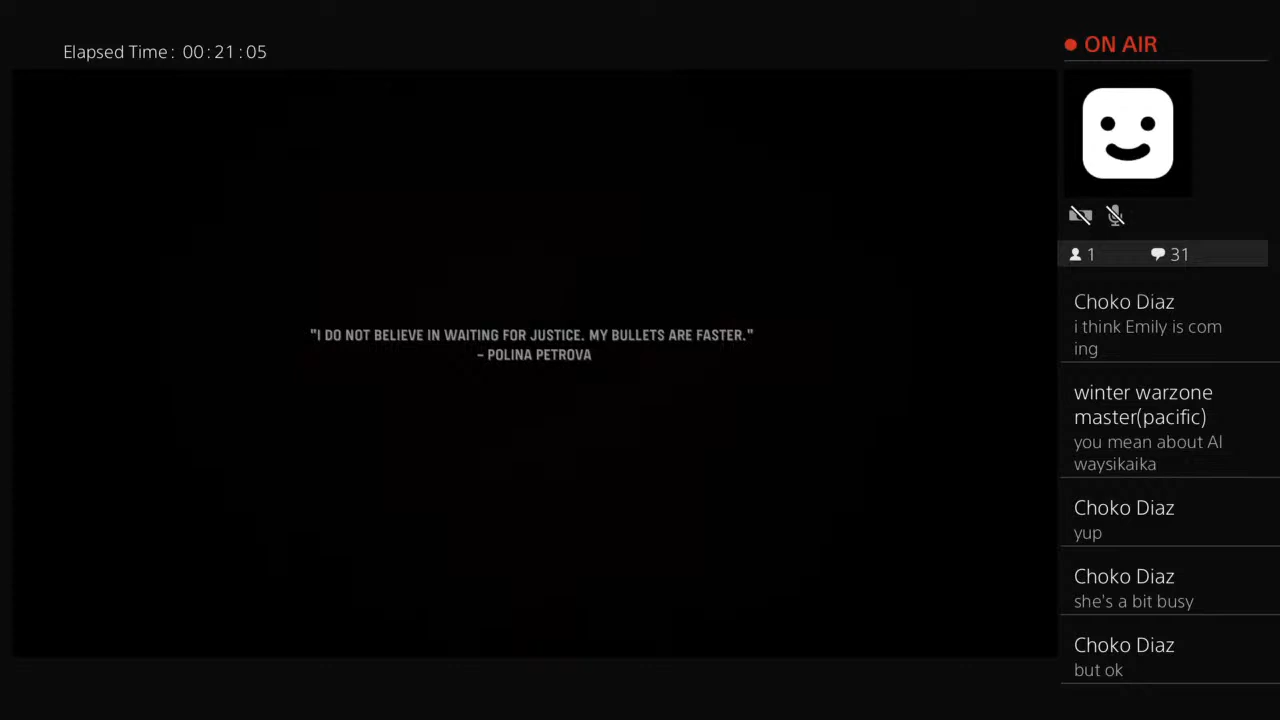 Elapsed Time: 00:21:05
ON AIR
1 31
"I DO NOT BELIEVE IN WAITING FOR JUSTICE. MY BULLETS ARE FASTER."
- POLINA PETROVA
Choko Diaz
i think Emily is com
ing
winter warzone
master(pacific)
you mean about Al
waysikaika
Choko Diaz
yup
Choko Diaz
she's a bit busy
Choko Diaz
but ok